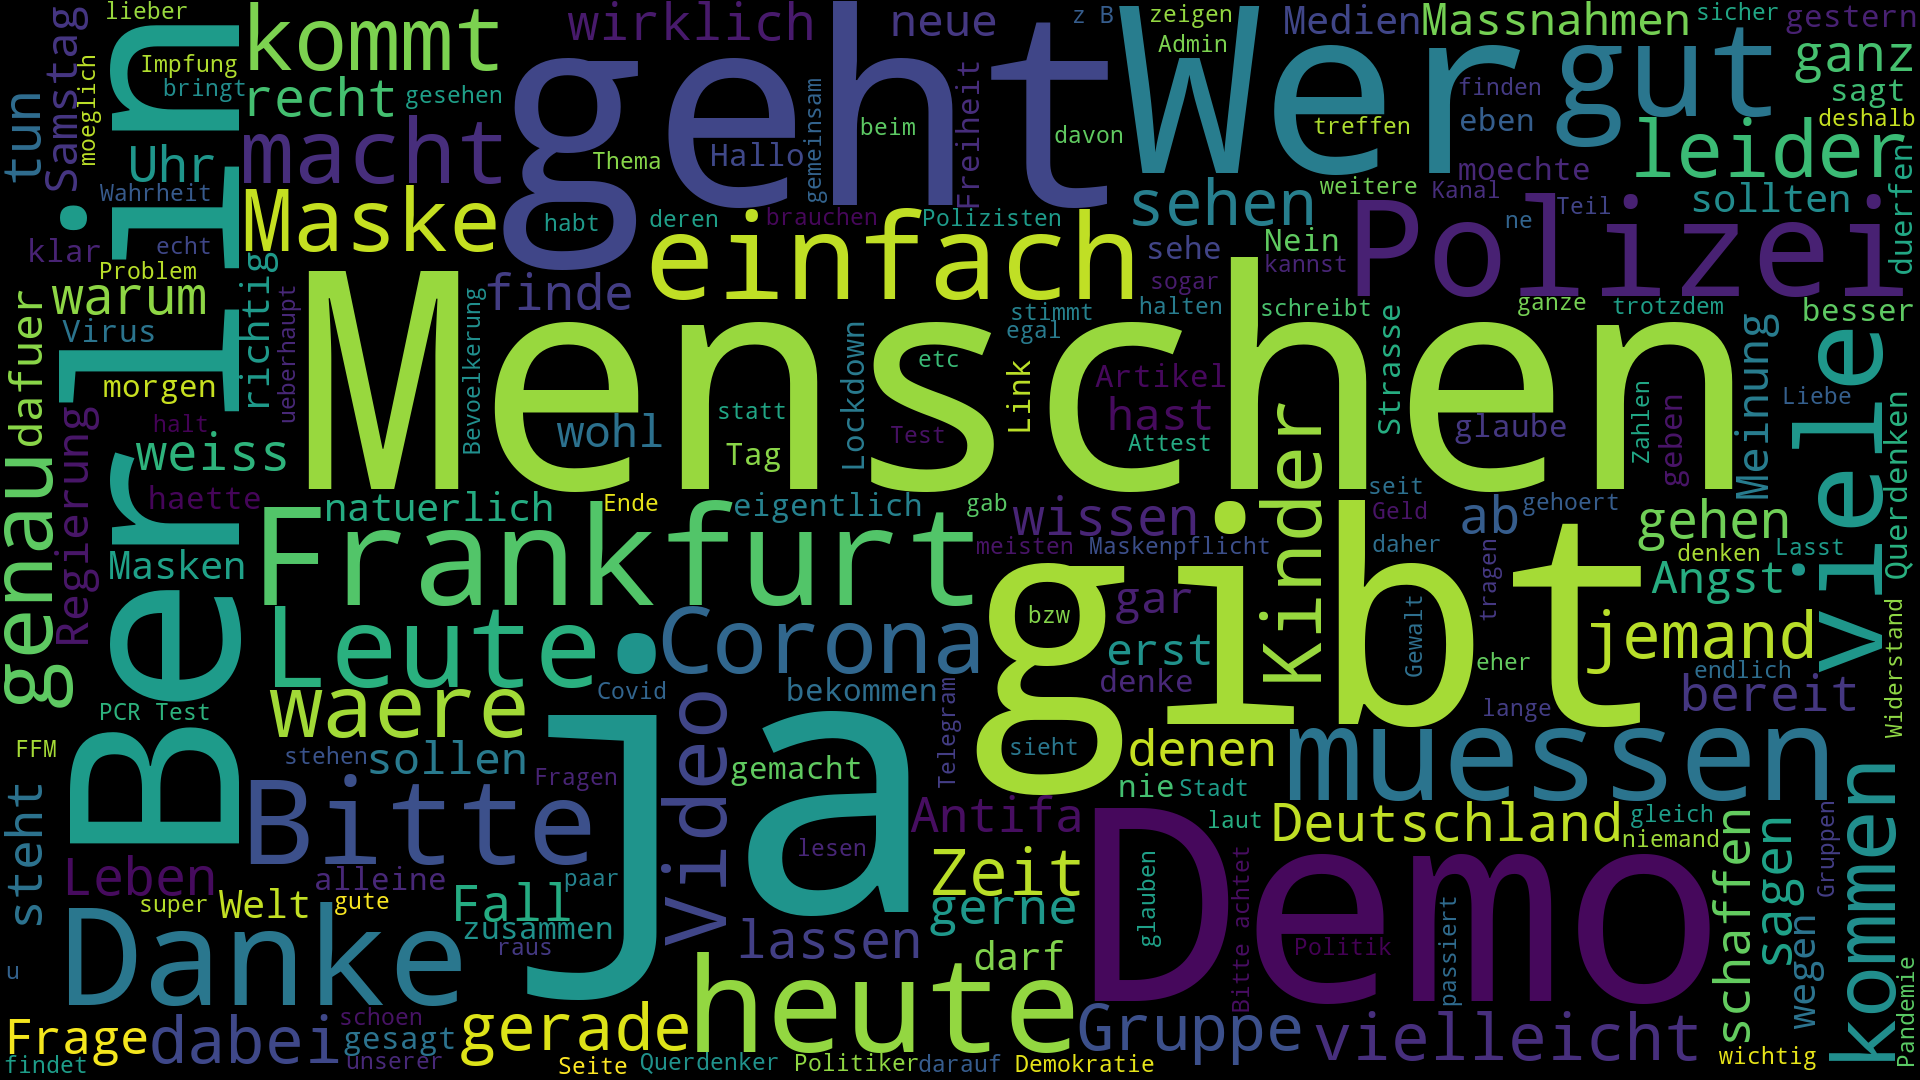 lieber
kommt
wirklich
neue
z B
zeigen
Admin
Medien
Massnahmen
sicher
gestern
Samstag
Impfung
bringt
moeglich
recht
gesehen
geht
Wer
gut
ganz
sagt
deshalb
tun
Uhr
macht
Thema
Hallo
gemeinsam
beim
Freiheit
davon
treffen
finden
eben
leider
Wahrheit
Maske
habt
deren
brauchen
Polizisten
sehen
weitere
moechte
Kanal
Teil
ne
sollten
duerfen
klar
echt
Problem
richtig
einfach
sehe
Nein
kannst
Polizei
warum
Virus
finde
sogar
halten
schreibt
ganze
trotzdem
besser
dafuer
morgen
ueberhaupt
Menschen
Bevoelkerung
Lockdown
etc
stimmt
egal
Link
Artikel
Strasse
Meinung
viele
Liebe
Berlin
halt
weiss
wohl
statt
Tag
Test
hast
Attest
Kinder
glaube
Zahlen
geben
Querdenken
genau
Regierung
haette
natuerlich
Ende
eigentlich
gab
wissen
seit
Geld
ab
gehoert
gehen
Masken
Frankfurt
meisten
Maskenpflicht
daher
denken
Lasst
Angst
gibt
tragen
Leute
Corona
bzw
gar
erst
Gewalt
eher
jemand
Widerstand
waere
Covid
bekommen
denke
endlich
bereit
lange
PCR Test
FFM
stehen
sollen
Video
Telegram
sieht
denen
muessen
Fragen
gemacht
nie
Stadt
steht
Bitte
ja
Antifa
laut
Deutschland
gleich
niemand
Gruppen
kommen
Leben
alleine
paar
lesen
Zeit
Demo
glauben
Bitte achtet
schaffen
sagen
super
Welt
gute
Fall
zusammen
raus
lassen
gerne
darf
Politik
passiert
wegen
u
Danke
heute
Pandemie
Frage
dabei
schoen
gesagt
gerade
Gruppe
vielleicht
wichtig
findet
unserer
Seite
Querdenker
Politiker
darauf
Demokratie